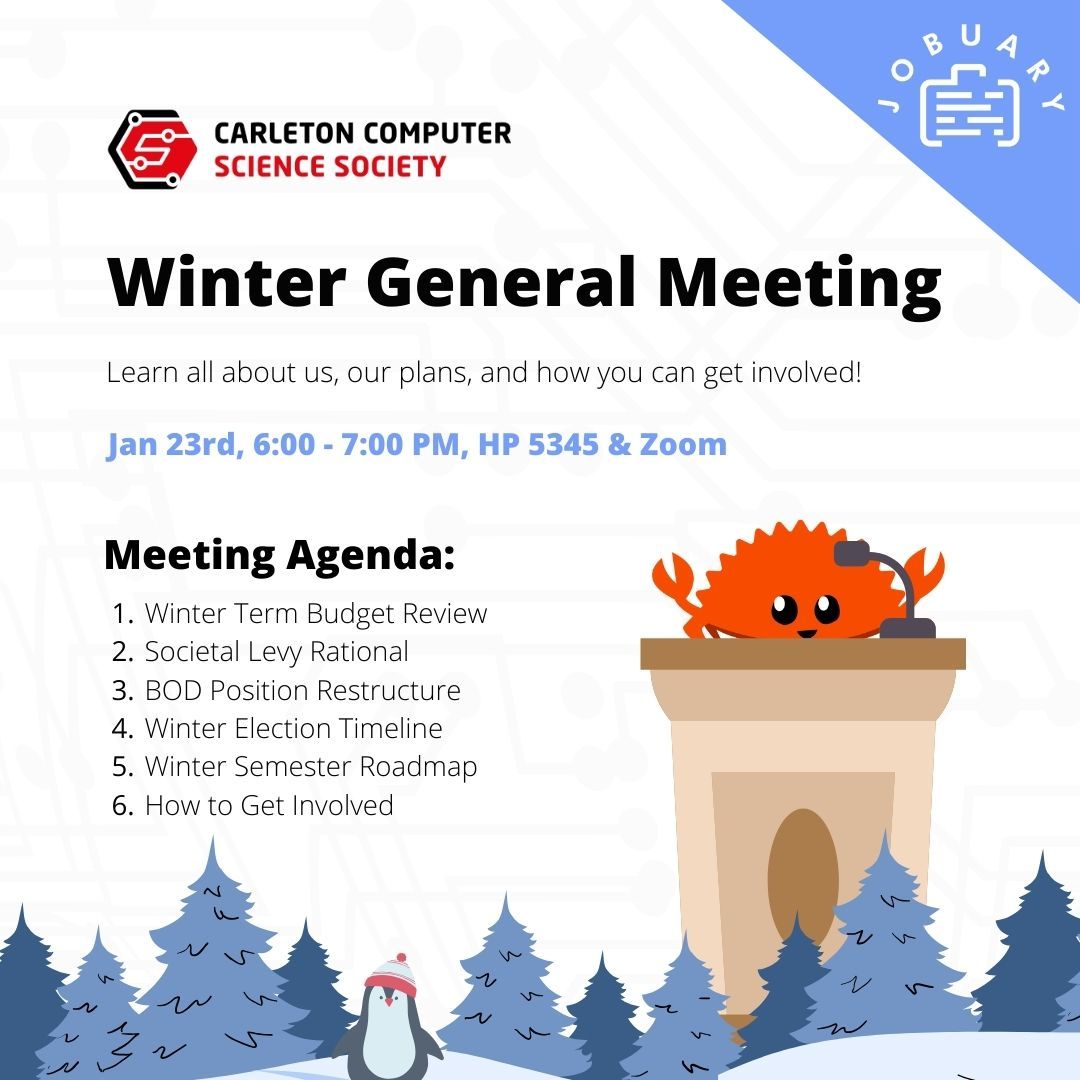 JOBUARY
CARLETON COMPUTER
SCIENCE SOCIETY
Winter General Meeting
Learn all about us, our plans, and how you can get involved!
Jan 23rd, 6:00 - 7:00 PM, HP 5345 & Zoom
Meeting Agenda:
1. Winter Term Budget Review
2. Societal Levy Rational
3. BOD Position Restructure
4. Winter Election Timeline
5. Winter Semester Roadmap
6. How to Get Involved